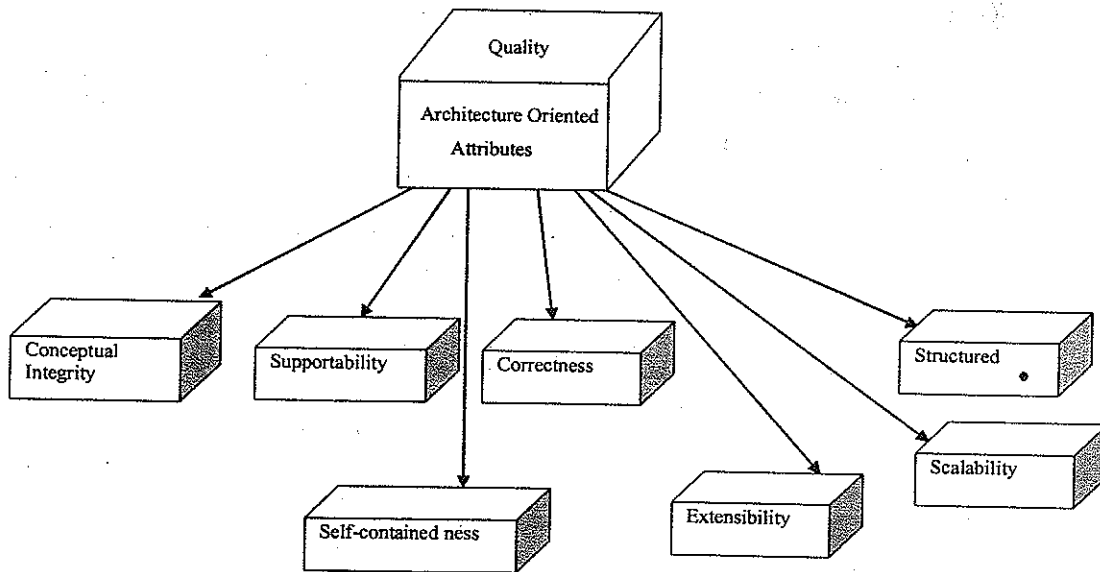 Quality
Architecture Oriented
Attributes
Conceptual
Integrity
Supportability
Correctness
Structured
Scalability
Self-contained ness
Extensibility